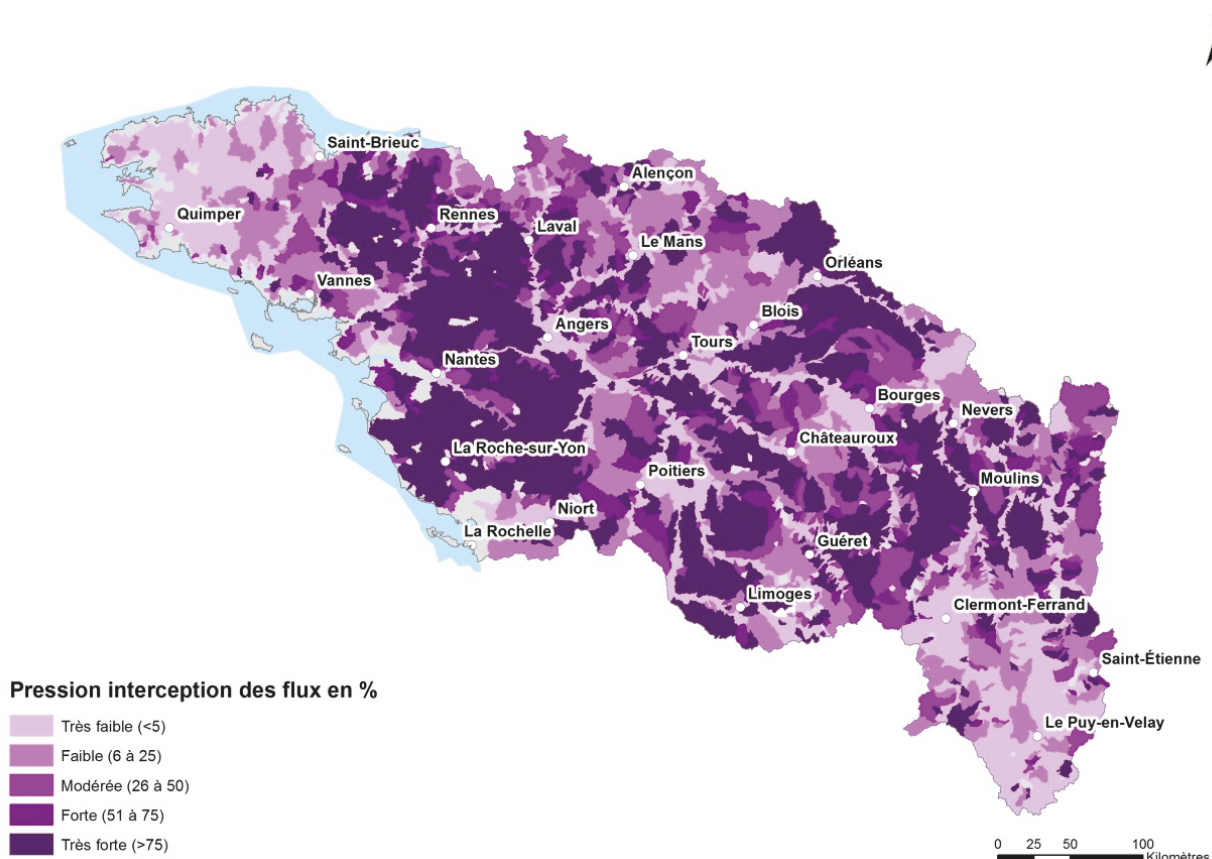 Saint-Brieuc
Alençon
Quimper
Rennes
Laval
Le Mans
Orléans
Vannes
Angers
Blois
Tours
Nantes
Bourges
Nevers
Châteauroux
La Roche-sur-Yon
Poitiers
Moulins
Niort
La Rochelle
Guéret
Limoges
Clermont-Ferrand
Saint-Étienne
Le Puy-en-Velay
Pression interception des flux en %
Très faible (<5)
Faible (6 à 25)
Modérée (26 à 50)
Forte (51 à 75)
Très forte (>75)
0 25 50 100
Kilomètres